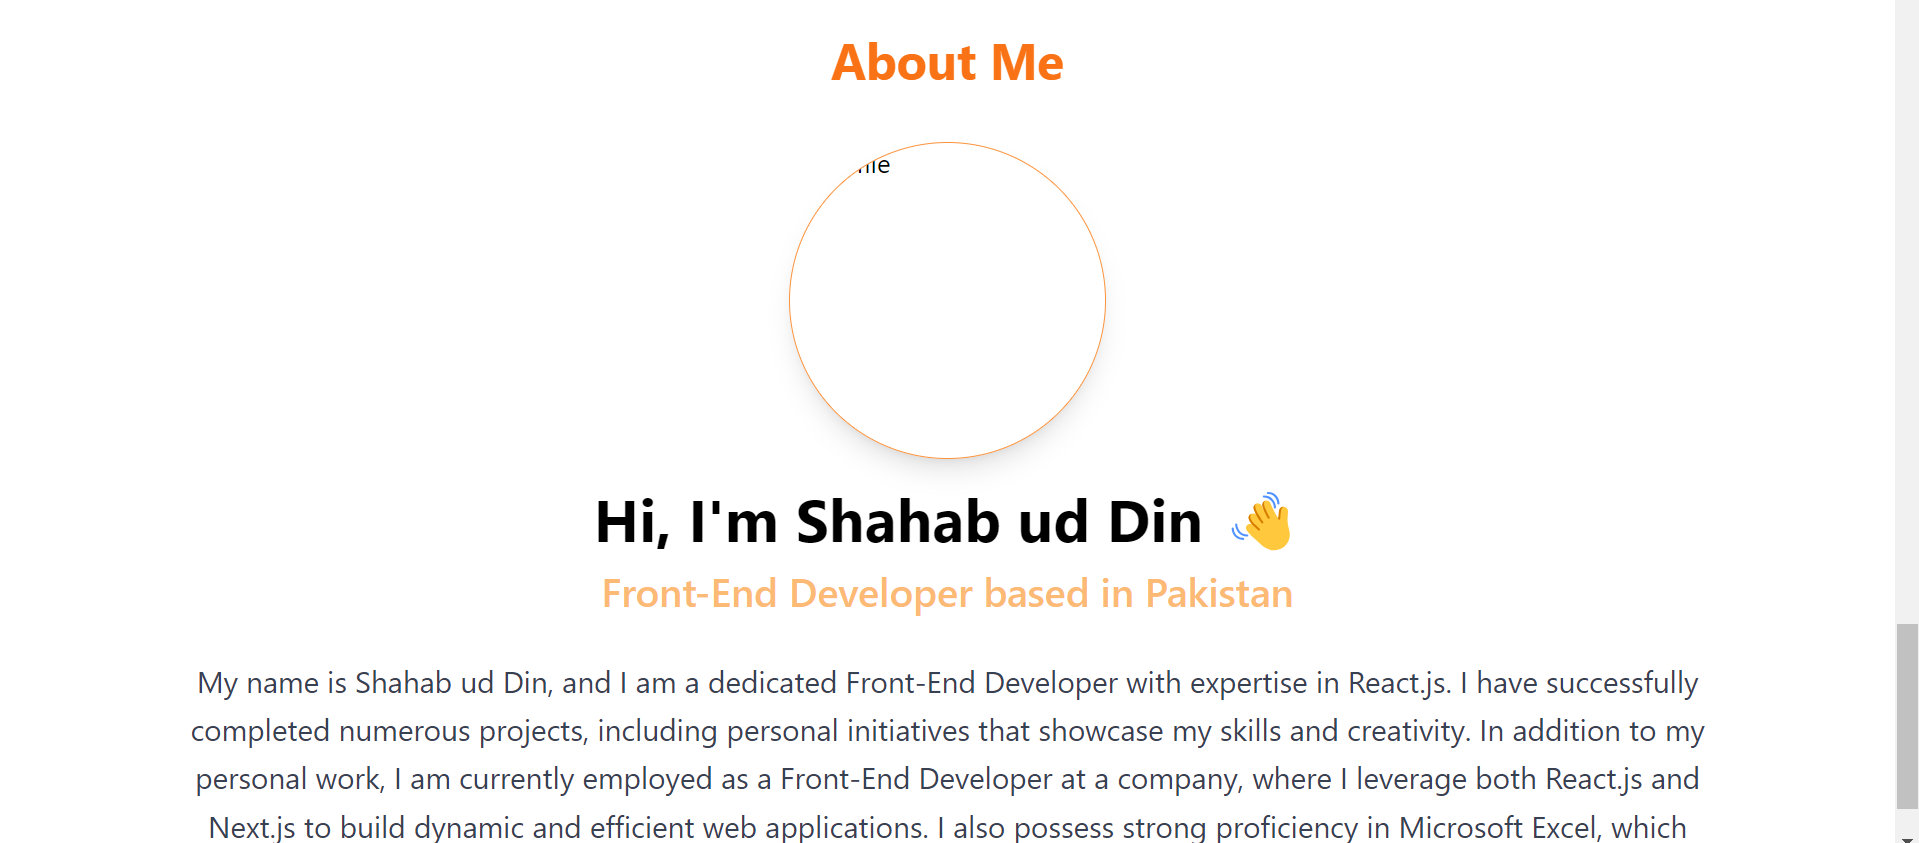 About Me
Hi, I'm Shahab ud Din 👋
Front-End Developer based in Pakistan
My name is Shahab ud Din, and I am a dedicated Front-End Developer with expertise in React.js. I have successfully
completed numerous projects, including personal initiatives that showcase my skills and creativity. In addition to my
personal work, I am currently employed as a Front-End Developer at a company, where I leverage both React.js and
Next.js to build dynamic and efficient web applications. I also possess strong proficiency in Microsoft Excel, which